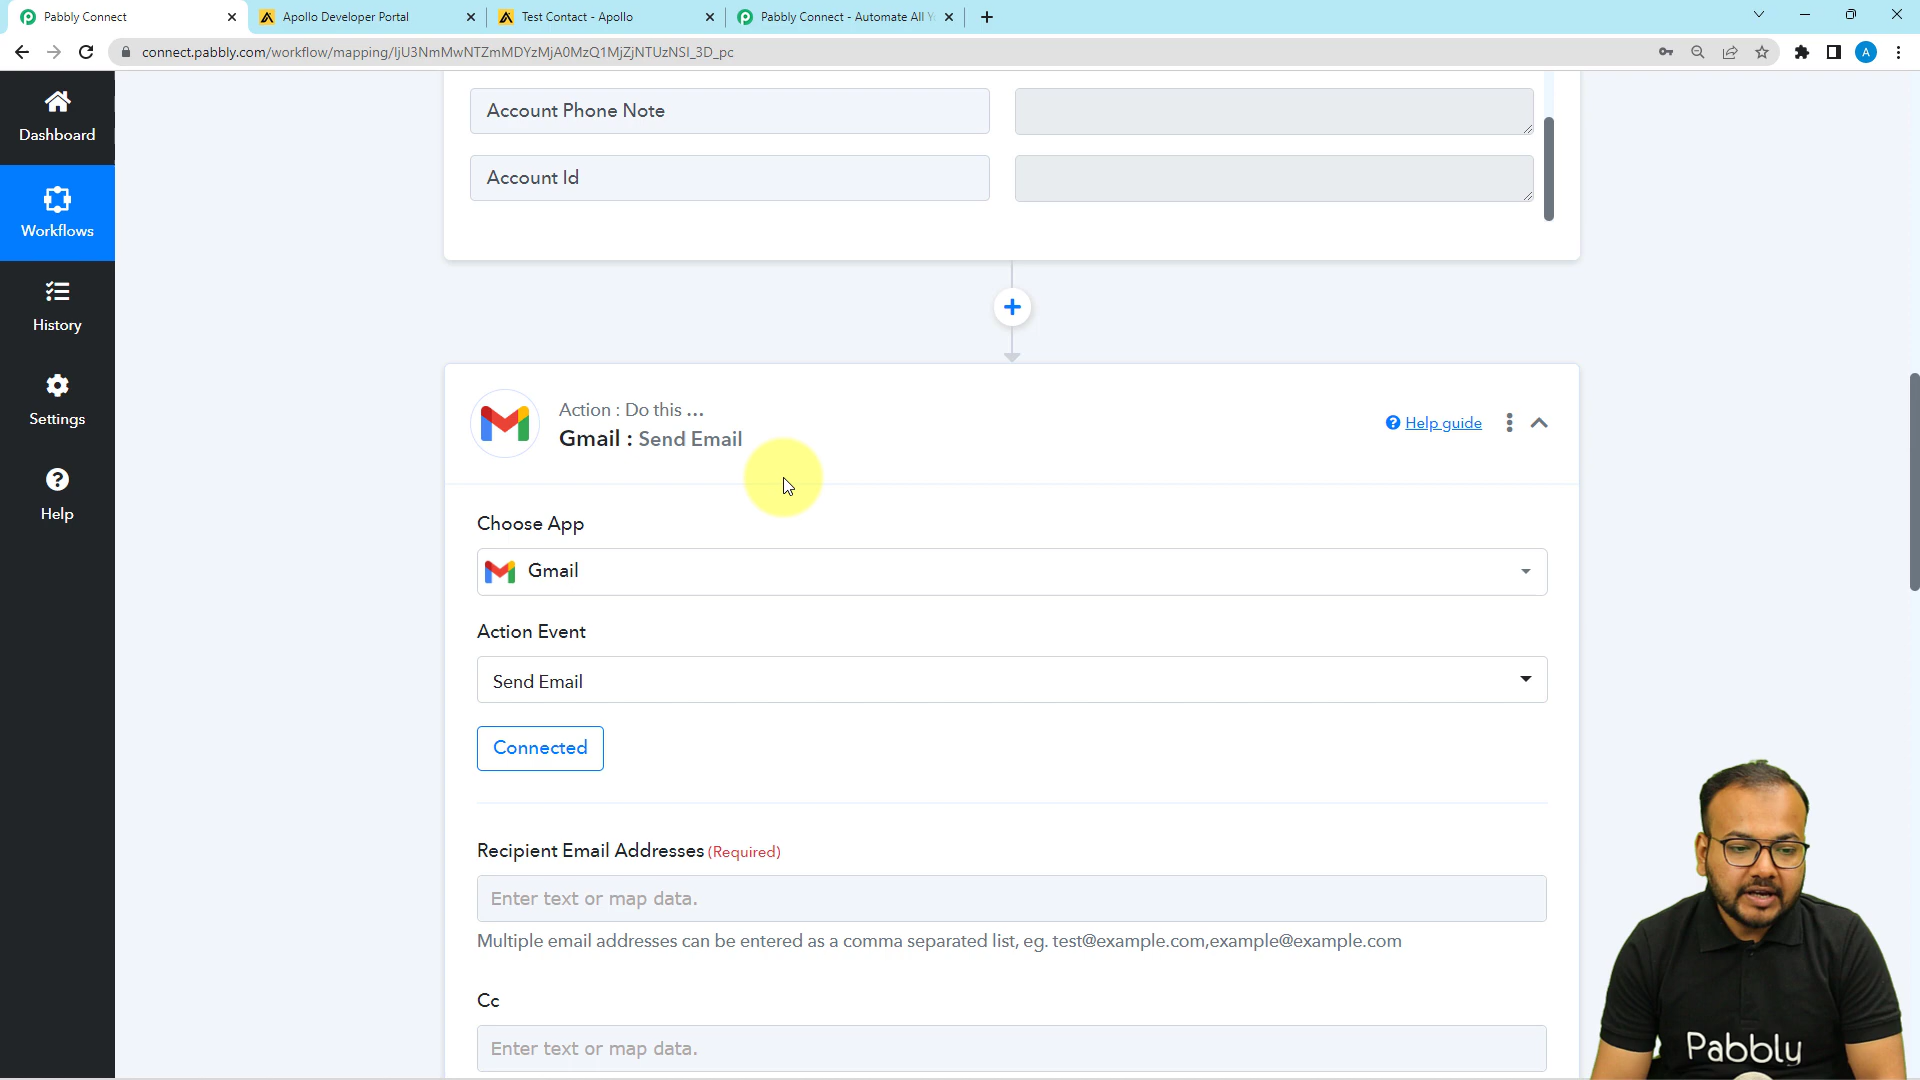 Pabbly Connect
Apollo Developer Portal
Test Contact - Apollo
Pabbly Connect - Automate All Y
connect.pabbly.com/workflow/mapping/IjU3NmMwNTZmMDYzMjA0MzQ1MjZjNTUzNSI_3D_pc
A
Dashboard
Workflows
History
Settings
Help
Account Phone Note
Account Id
Action : Do this ...
Gmail : Send Email
Help guide
Choose App
Gmail
Action Event
Send Email
Connected
Recipient Email Addresses (Required)
Enter text or map data.
Multiple email addresses can be entered as a comma separated list, eg. test@example.com,example@example.com
Cc
Enter text or map data.
Pabbly